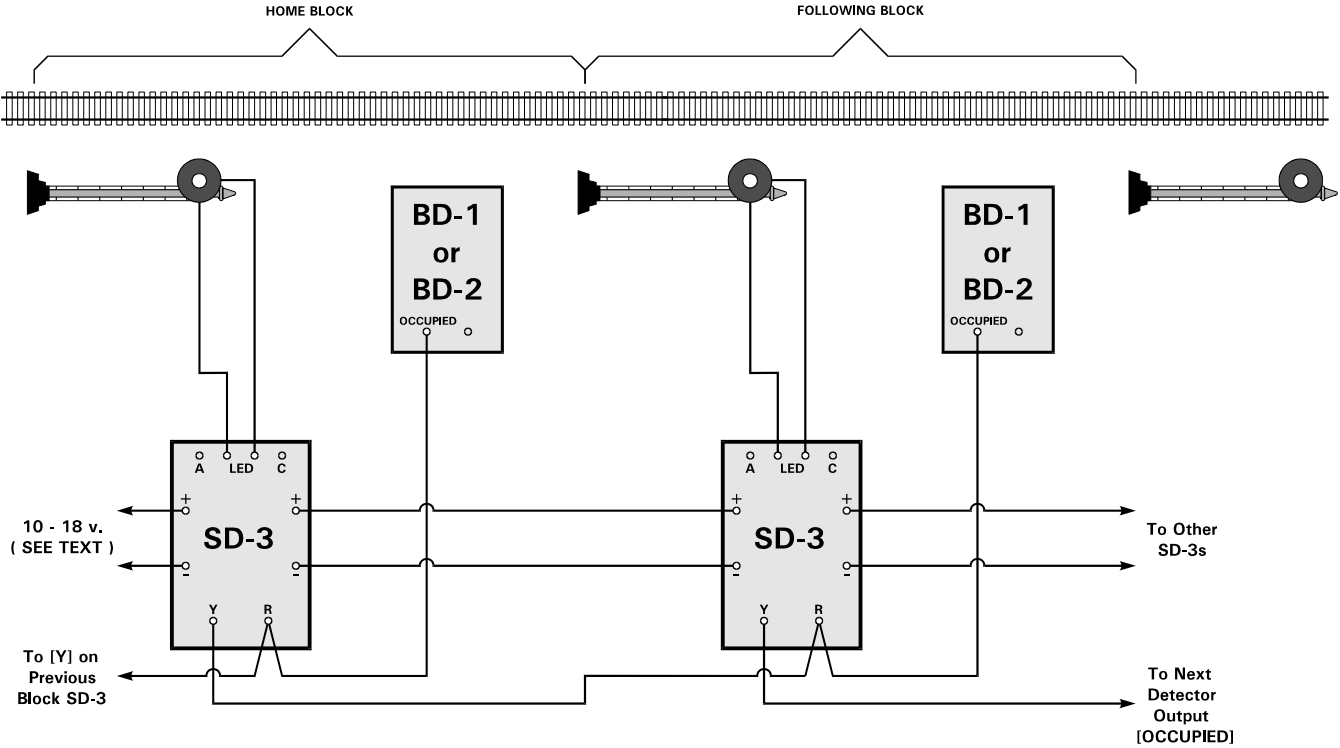 HOME BLOCK
FOLLOWING BLOCK
BD-1
or
BD-2
OCCUPIED
BD-1
or
BD-2
OCCUPIED
A LED C
A LED C
+ +
+ +
10 - 18 v.
( SEE TEXT )
SD-3
SD-3
To Other
SD-3s
- -
- -
Y R
Y R
To [Y] on
Previous
Block SD-3
To Next
Detector
Output
[OCCUPIED]